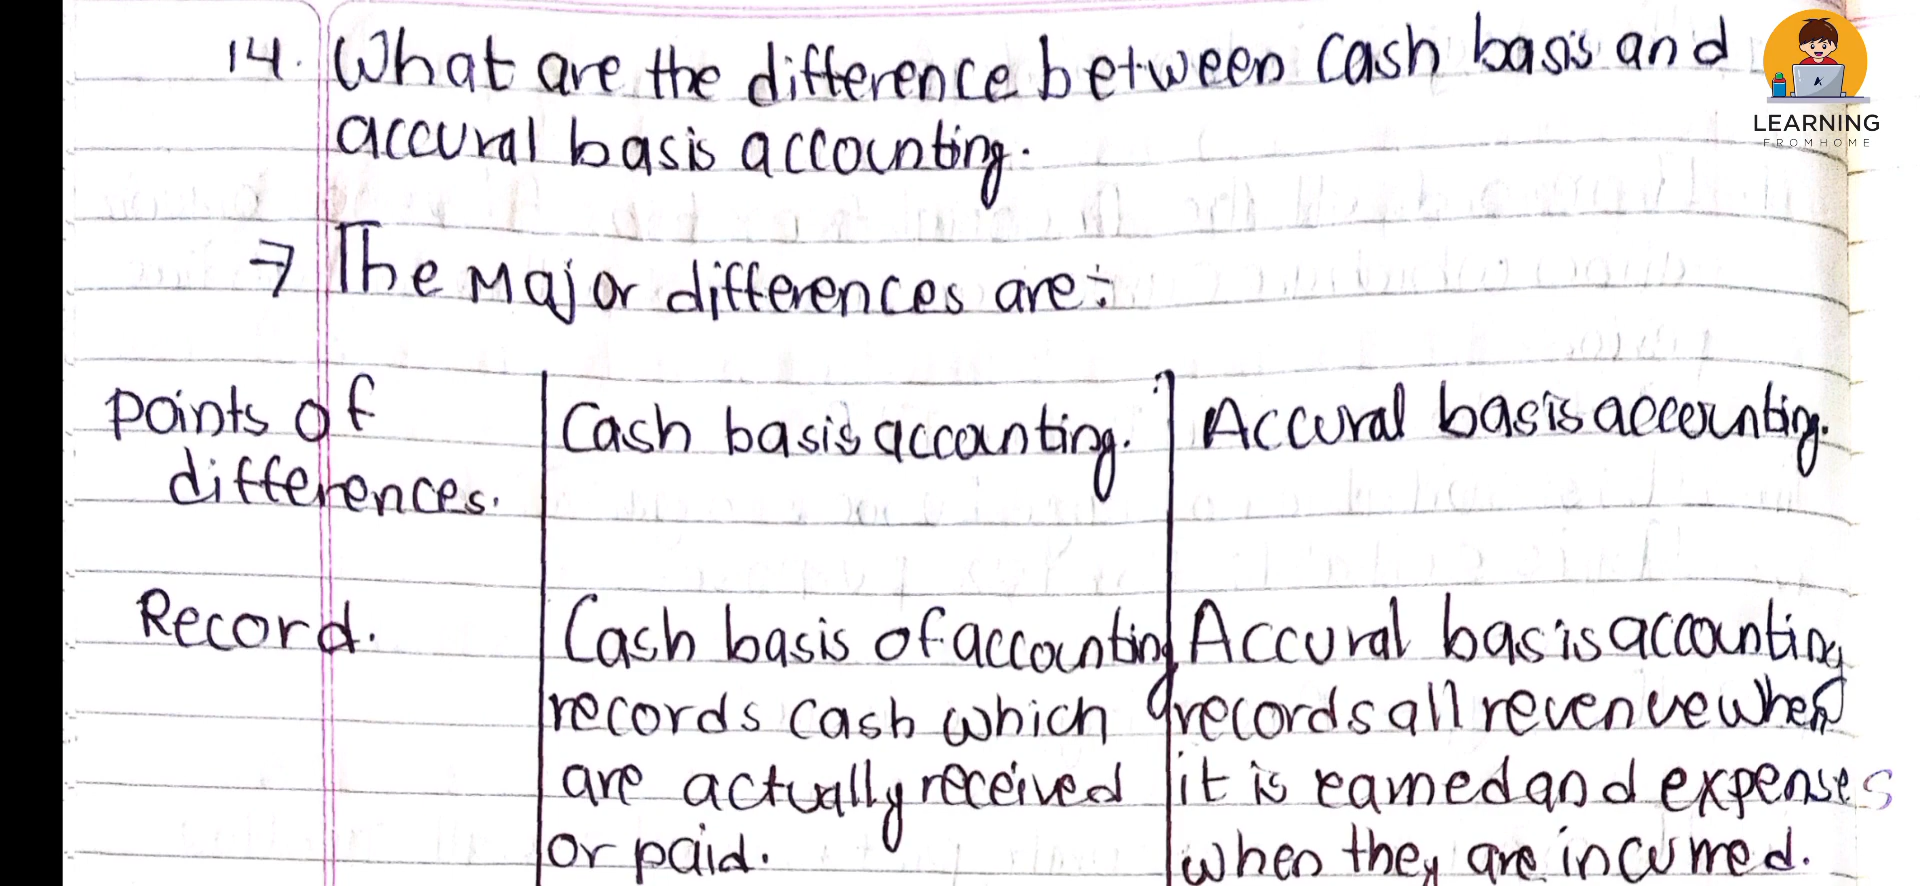 14. What are the difference between cash basis and
accural basis accounting.
LEARNING
FROMHOME
→ The Major differences are:
points of differences.
Cash basis accounting.
Accural basis accounting.
Record.
Cash basis of accounting
records cash which
are actually received
or paid.
Accural basis accounting
records all revenue when
it is earned and expenses
when they are incurred.